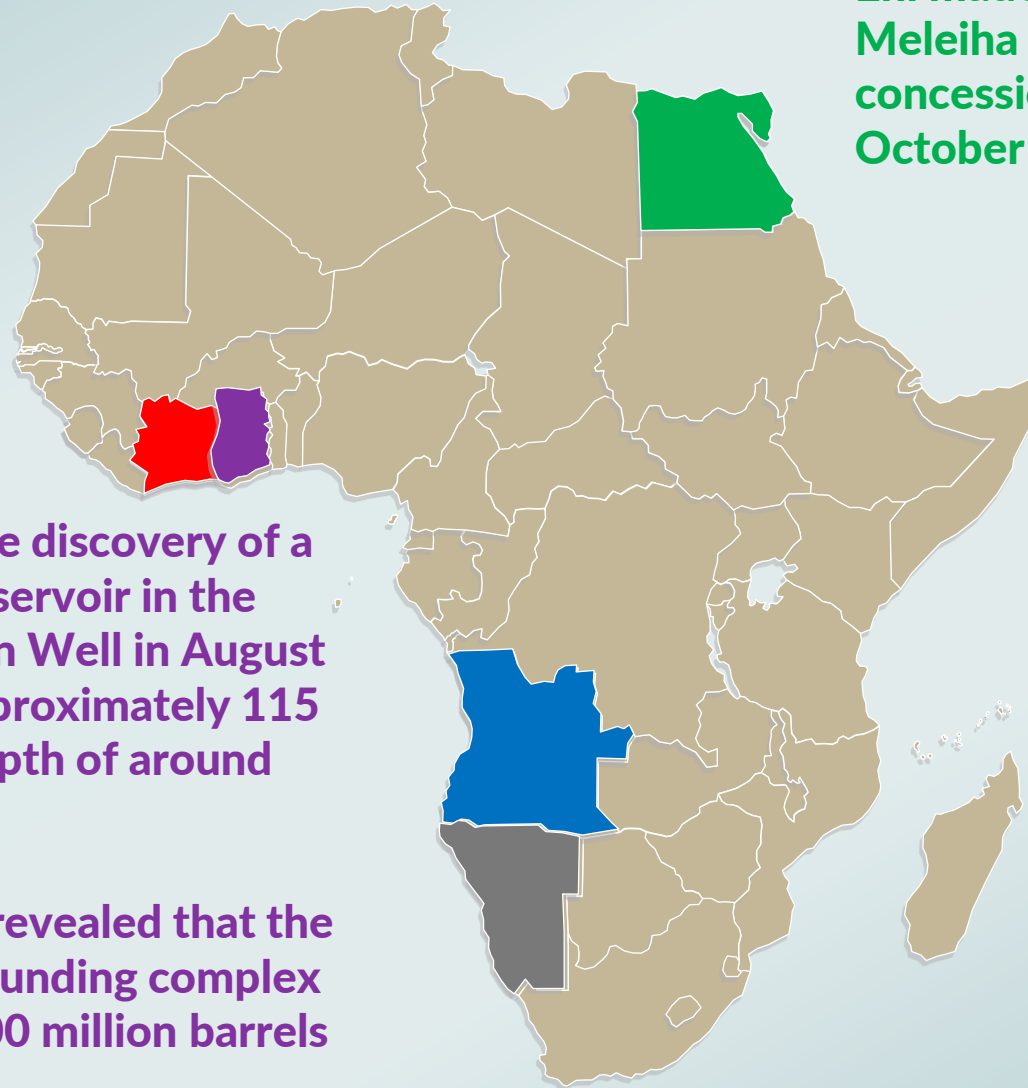 Meleiha
October
e discovery of a
servoir in the
n Well in August
proximately 115
pth of around
revealed that the
unding complex
00 million barrels